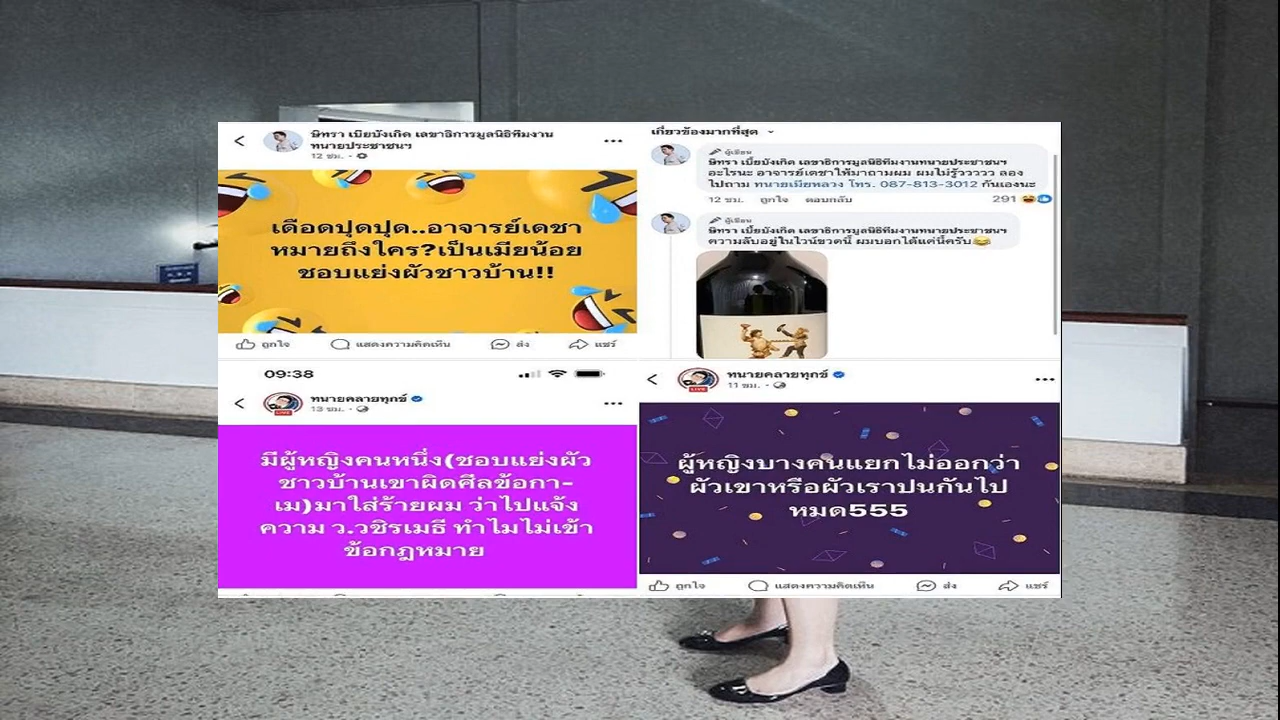 ษิทรา เบี้ยบังเกิด เลขาธิการมูลนิธิทีมงาน
ทนายประชาชนฯ
12 ชม.
เดือดปุดปุด..อาจารย์เดชา
หมายถึงใคร?เป็นเมียน้อย
ชอบแย่งผัวชาวบ้าน!!
ถูกใจ แสดงความคิดเห็น ส่ง แชร์
เกี่ยวข้องมากที่สุด
ผู้เขียน
ษิทรา เบี้ยบังเกิด เลขาธิการมูลนิธิทีมงานทนายประชาชนฯ
อะไรนะ อาจารย์เดชาให้มาถามผม ผมไม่รู้ววววว ลอง
ไปถาม ทนายเมียหลวง โทร. 087-813-3012 กันเองนะ
12 ชม. ถูกใจ ตอบกลับ 291
ผู้เขียน
ษิทรา เบี้ยบังเกิด เลขาธิการมูลนิธิทีมงานทนายประชาชนฯ
ความลับอยู่ในไวน์ขวดนี้ ผมบอกได้แค่นี้ครับ
09:38
ทนายคลายทุกข์
LIVE
13 ชม.
มีผู้หญิงคนหนึ่ง(ชอบแย่งผัว
ชาวบ้านเขาผิดศีลข้อกา-
เม)มาใส่ร้ายผม ว่าไปแจ้ง
ความ ว.วชิรเมธี ทำไมไม่เข้า
ข้อกฎหมาย
ทนายคลายทุกข์
LIVE
11 ชม.
ผู้หญิงบางคนแยกไม่ออกว่า
ผัวเขาหรือผัวเราปนกันไป
หมด555
ถูกใจ แสดงความคิดเห็น ส่ง แชร์